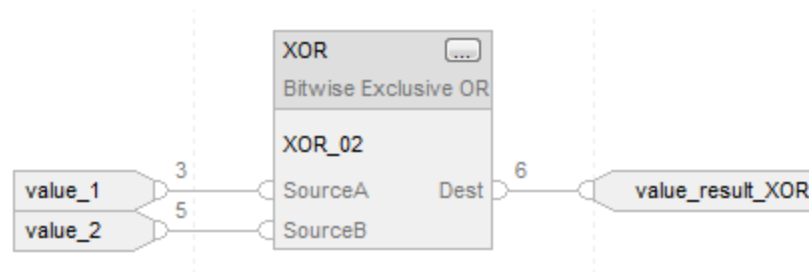 XOR ...
Bitwise Exclusive OR
XOR_02
value_1 3 SourceA Dest 6 value_result_XOR
value_2 5 SourceB